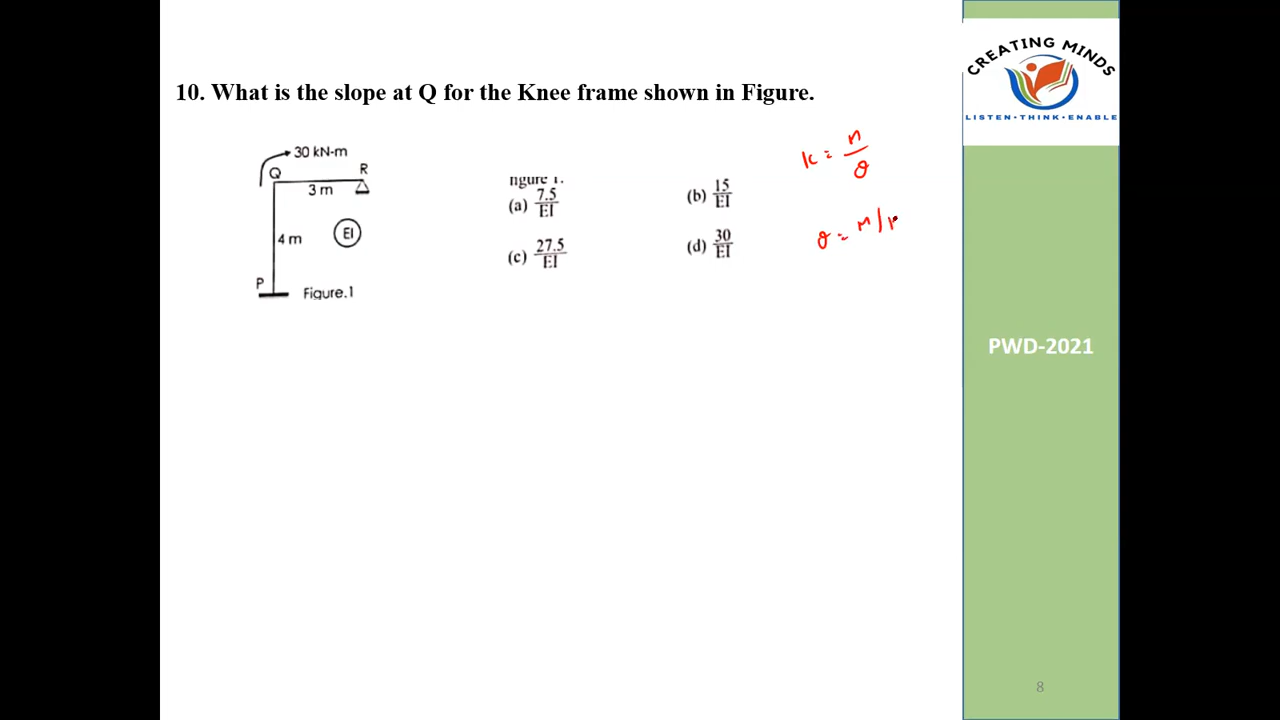 CREATING MINDS
LISTEN•THINK•ENABLE
10. What is the slope at Q for the Knee frame shown in Figure.
30 kN-m
Q
R
3 m
4 m
EI
P
Figure.1
(a) 7.5/EI
(b) 15/EI
(c) 27.5/EI
(d) 30/EI
k = M/θ
θ = M/
PWD-2021
8